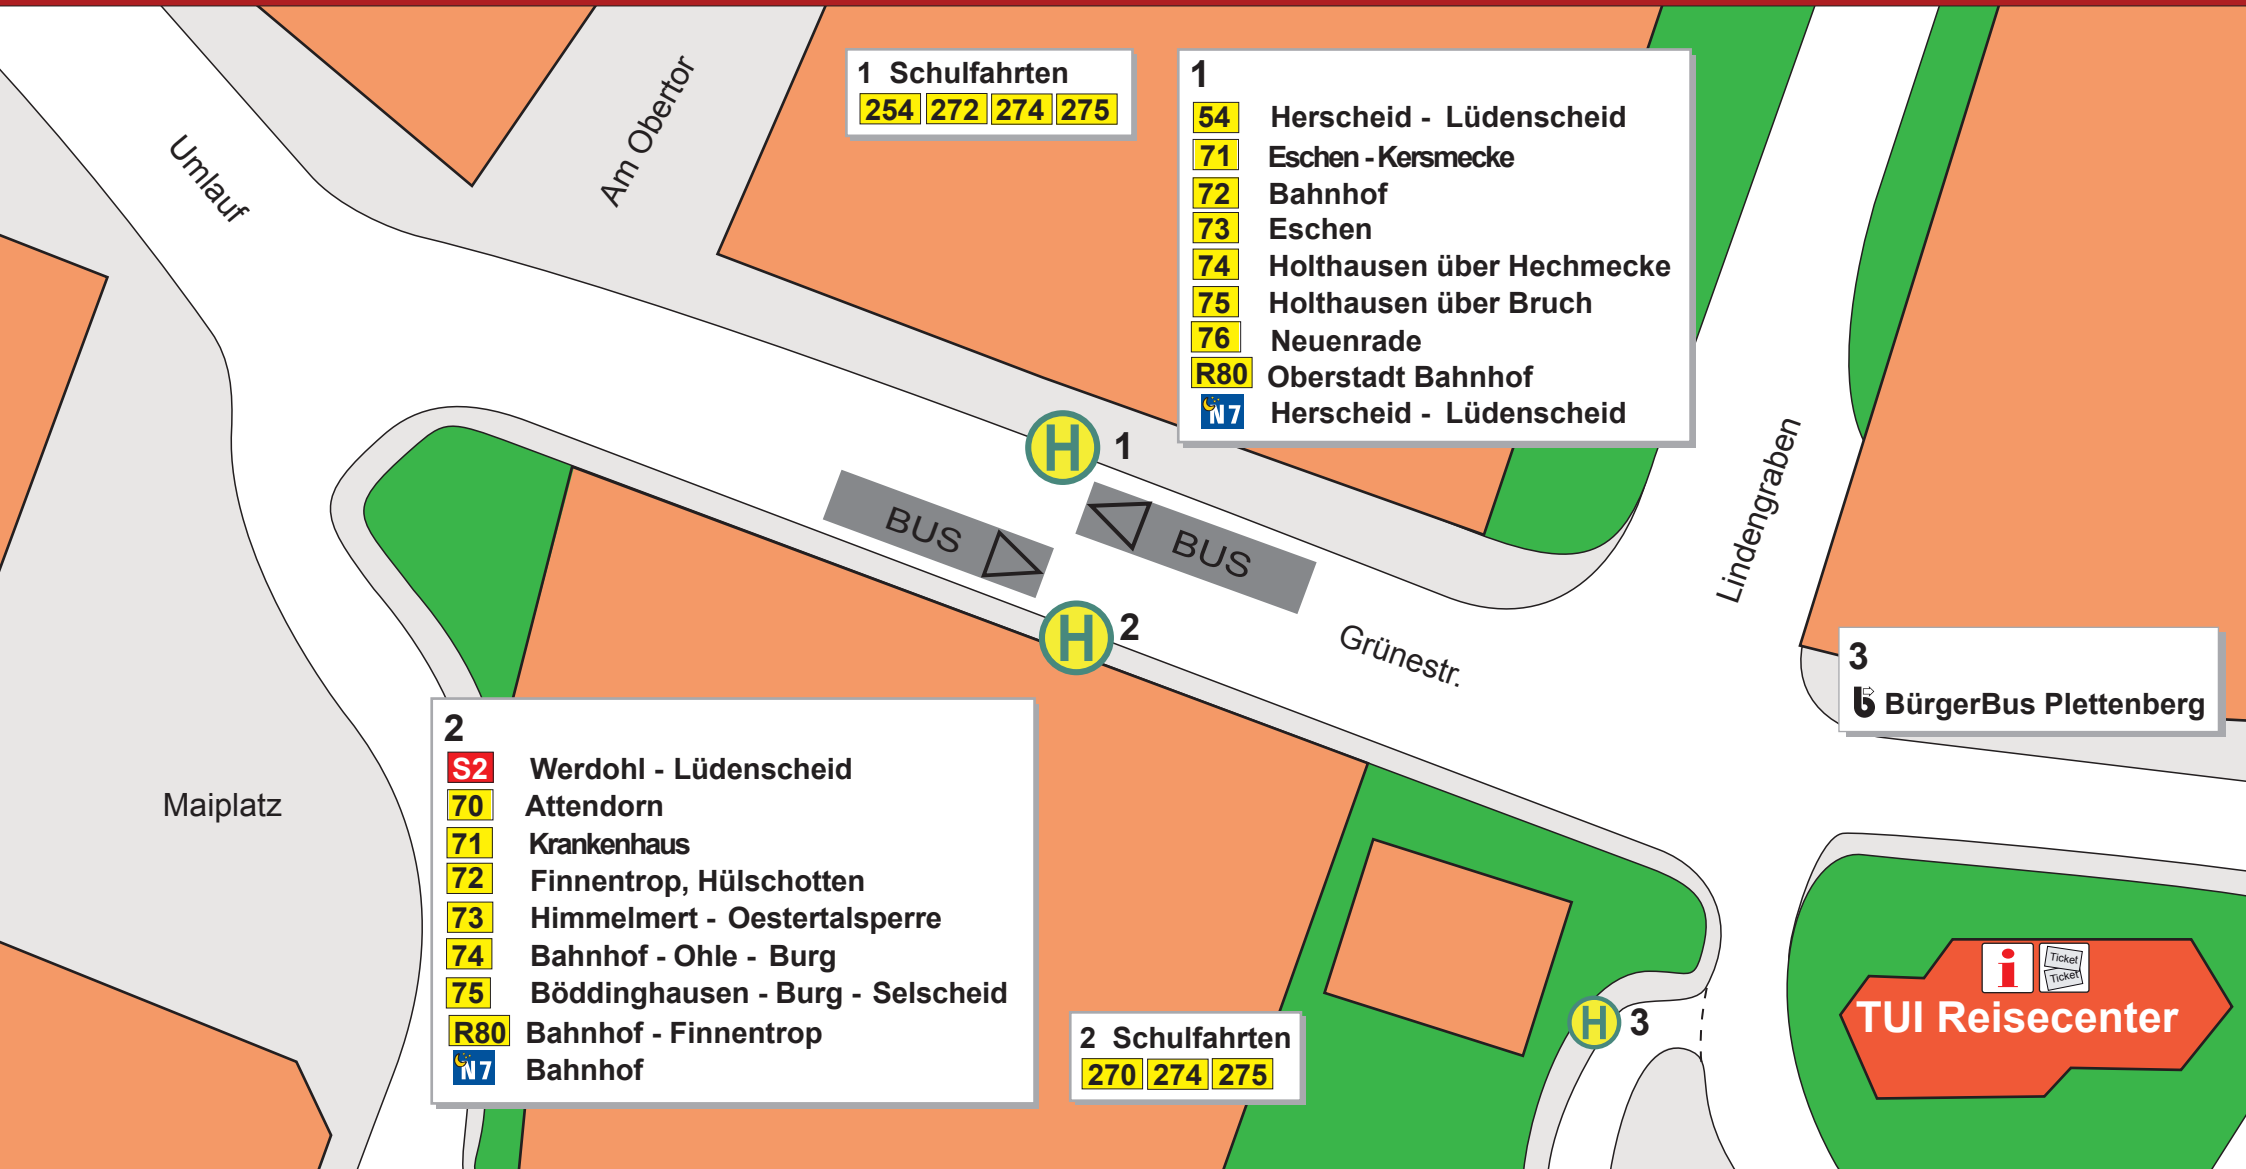 Umlauf
Am Obertor
1 Schulfahrten
254 272 274 275
1
54 Herscheid - Lüdenscheid
71 Eschen - Kersmecke
72 Bahnhof
73 Eschen
74 Holthausen über Hechmecke
75 Holthausen über Bruch
76 Neuenrade
R80 Oberstadt Bahnhof
N7 Herscheid - Lüdenscheid
H 1
BUS
BUS
H 2
Grünestr.
Lindengraben
3
b BürgerBus Plettenberg
Maiplatz
2
S2 Werdohl - Lüdenscheid
70 Attendorn
71 Krankenhaus
72 Finnentrop, Hülschotten
73 Himmelmert - Oestertalsperre
74 Bahnhof - Ohle - Burg
75 Böddinghausen - Burg - Selscheid
R80 Bahnhof - Finnentrop
N7 Bahnhof
2 Schulfahrten
270 274 275
H 3
i
Ticket
Ticket
TUI Reisecenter